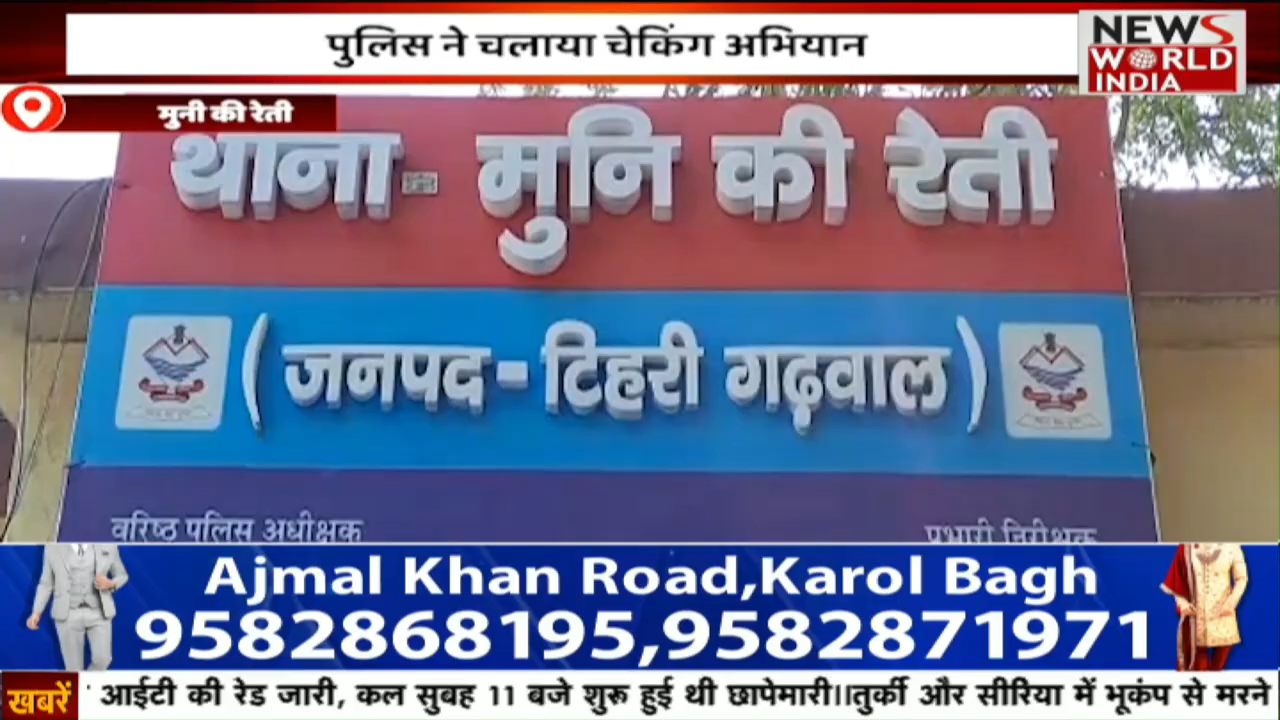 पुलिस ने चलाया चेकिंग अभियान
NEWS
WORLD
INDIA
मुनी की रेती
थाना- मुनि की रेती
(जनपद - टिहरी गढ़वाल)
वरिष्ठ पुलिस अधीक्षक
प्रभारी निरीक्षक
Ajmal Khan Road,Karol Bagh
9582868195,9582871971
खबरें
आईटी की रेड जारी, कल सुबह 11 बजे शुरू हुई थी छापेमारी।।तुर्की और सीरिया में भूकंप से मरने